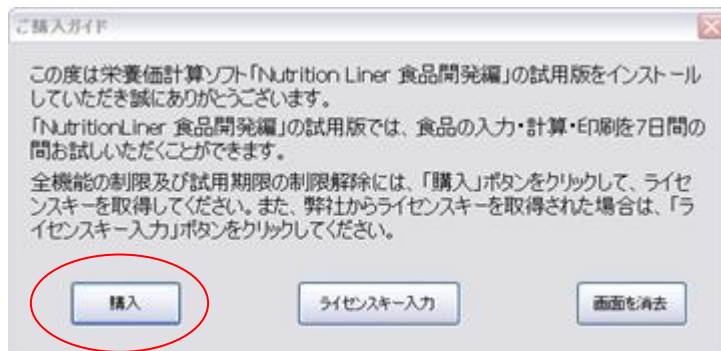 ご購入ガイド
この度は栄養価計算ソフト「Nutrition Liner 食品開発編」の試用版をインストール
していただき誠にありがとうございます。
「NutritionLiner 食品開発編」の試用版では、食品の入力・計算・印刷を7日間の
間お試しいただくことができます。
全機能の制限及び試用期限の制限解除には、「購入」ボタンをクリックして、ライセ
ンスキーを取得してください。また、弊社からライセンスキーを取得された場合は、「ラ
イセンスキー入力」ボタンをクリックしてください。
購入
ライセンスキー入力
画面を消去